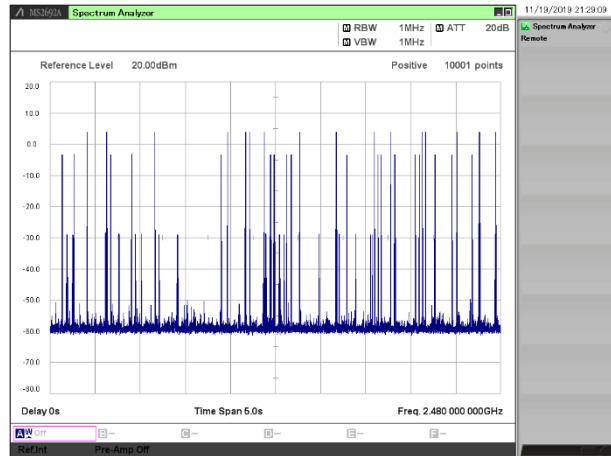 MS2692A Spectrum Analyzer
11/19/2019 21:29:09
RBW 1MHz ATT 20dB
VBW 1MHz
Spectrum Analyzer
Remote
Reference Level 20.00dBm Positive 10001 points
20.0
10.0
0.0
-10.0
-20.0
-30.0
-40.0
-50.0
-60.0
-70.0
-80.0
Delay 0s Time Span 5.0s Freq. 2.480 000 000GHz
A Off B-- C-- D-- E-- F--
Ref.Int Pre-Amp Off